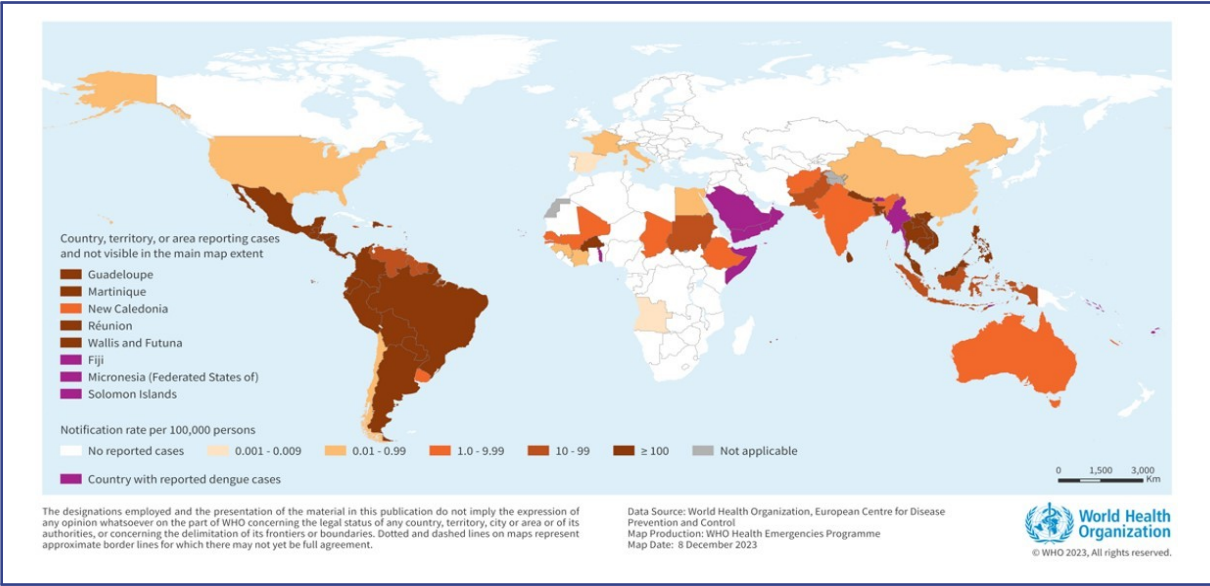 Country, territory, or area reporting cases
and not visible in the main map extent
Guadeloupe
Martinique
New Caledonia
Réunion
Wallis and Futuna
Fiji
Micronesia (Federated States of)
Solomon Islands
Notification rate per 100,000 persons
No reported cases
0.001 - 0.009
0.01 - 0.99
1.0 - 9.99
10 - 99
≥ 100
Not applicable
Country with reported dengue cases
0 1,500 3,000
Km
The designations employed and the presentation of the material in this publication do not imply the expression of
any opinion whatsoever on the part of WHO concerning the legal status of any country, territory, city or area or of its
authorities, or concerning the delimitation of its frontiers or boundaries. Dotted and dashed lines on maps represent
approximate border lines for which there may not yet be full agreement.
Data Source: World Health Organization, European Centre for Disease
Prevention and Control
Map Production: WHO Health Emergencies Programme
Map Date: 8 December 2023
World Health
Organization
© WHO 2023, All rights reserved.